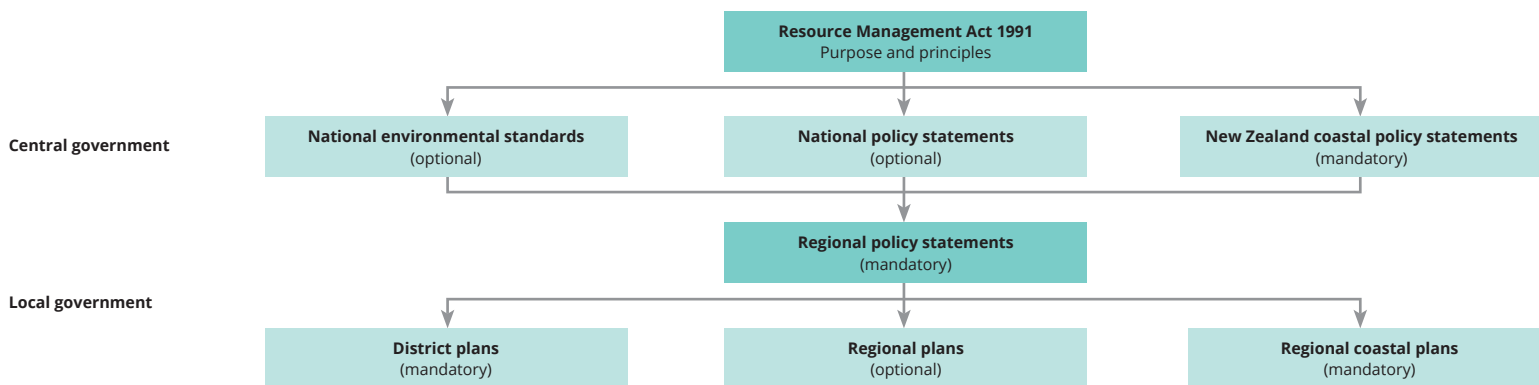 Resource Management Act 1991
Purpose and principles
Central government
National environmental standards
(optional)
National policy statements
(optional)
New Zealand coastal policy statements
(mandatory)
Regional policy statements
(mandatory)
Local government
District plans
(mandatory)
Regional plans
(optional)
Regional coastal plans
(mandatory)